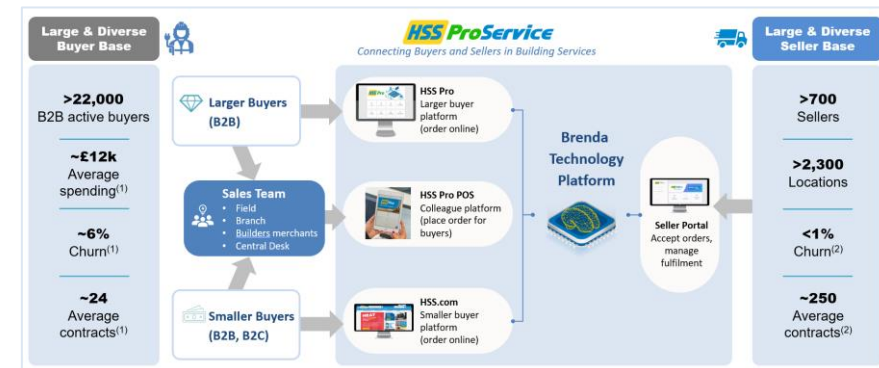 Large & Diverse
Buyer Base
>22,000
B2B active buyers
~£12k
Average
spending(1)
~6%
Churn(1)
~24
Average
contracts(1)
HSS ProService
Connecting Buyers and Sellers in Building Services
Larger Buyers
(B2B)
Sales Team
• Field
• Branch
• Builders merchants
• Central Desk
Smaller Buyers
(B2B, B2C)
HSS Pro
Larger buyer
platform
(order online)
HSS Pro POS
Colleague platform
(place order for
buyers)
HSS.com
Smaller buyer
platform
(order online)
Brenda
Technology
Platform
Seller Portal
Accept orders,
manage
fulfilment
Large & Diverse
Seller Base
>700
Sellers
>2,300
Locations
<1%
Churn(2)
~250
Average
contracts(2)